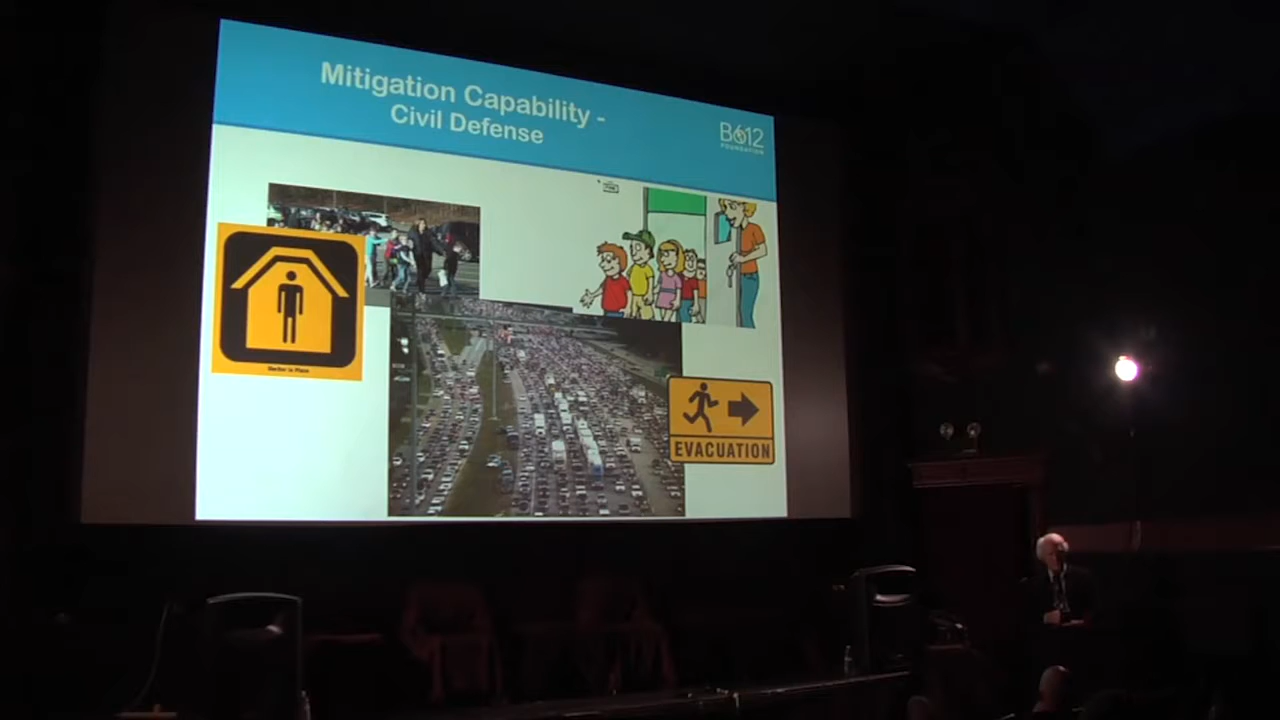 Mitigation Capability -
Civil Defense
B612
FOUNDATION
EVACUATION